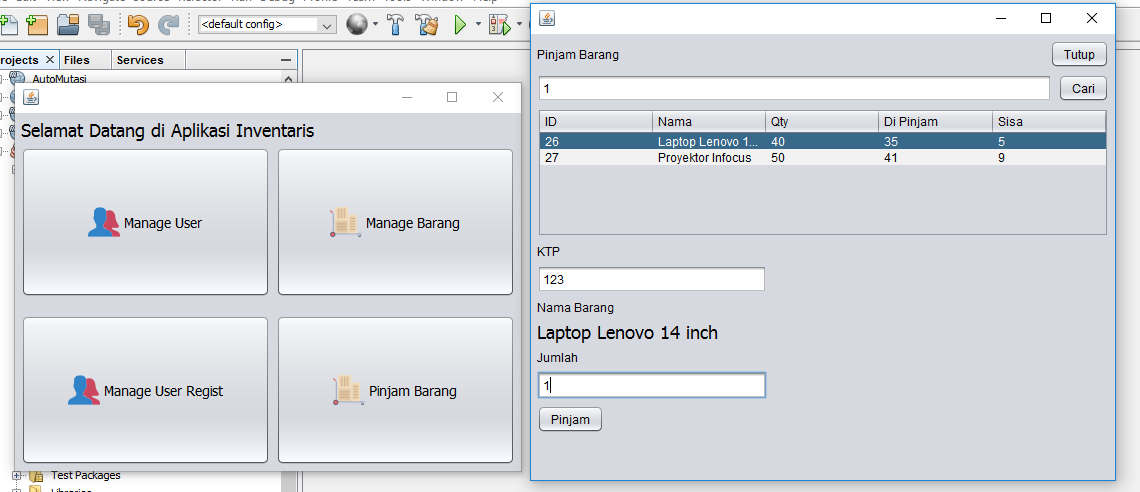 <default config>
Projects
Files
Services
AutoMutasi
Selamat Datang di Aplikasi Inventaris
Manage User
Manage Barang
Manage User Regist
Pinjam Barang
Test Packages
Pinjam Barang
Tutup
1
Cari
ID Nama Qty Di Pinjam Sisa
26 Laptop Lenovo 1... 40 35 5
27 Proyektor Infocus 50 41 9
KTP
123
Nama Barang
Laptop Lenovo 14 inch
Jumlah
1
Pinjam